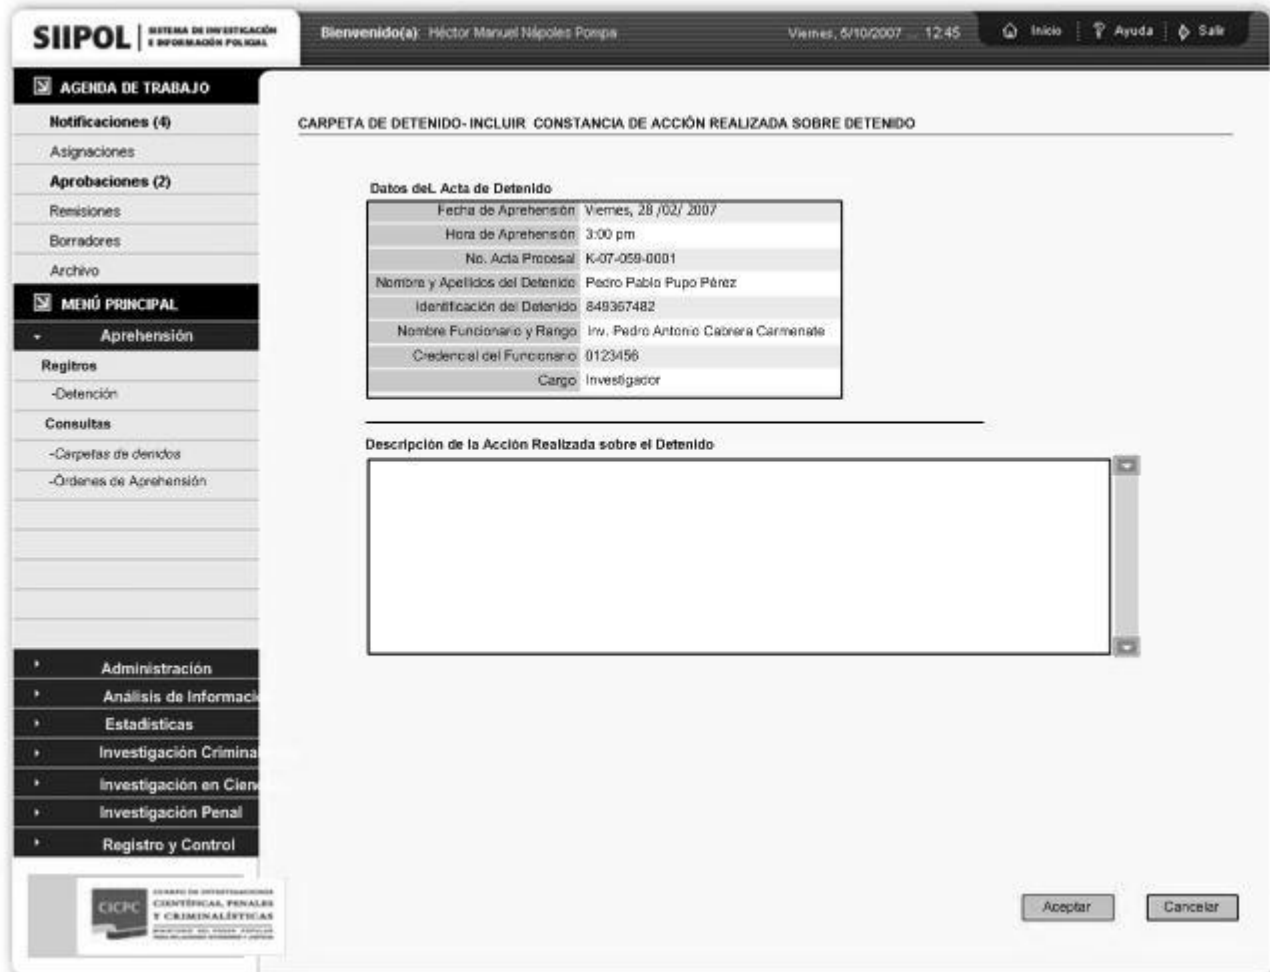 SIIPOL SISTEMA DE INVESTIGACIÓN
E INFORMACIÓN POLICIAL
Bienvenido(a): Héctor Manuel Nápoles Pompa
Viernes, 5/10/2007 ... 12:45
Inicio
Ayuda
Salir
AGENDA DE TRABAJO
Notificaciones (4)
Asignaciones
Aprobaciones (2)
Remisiones
Borradores
Archivo
MENÚ PRINCIPAL
Aprehensión
Regitros
-Detención
Consultas
-Carpetas de denidos
-Órdenes de Aprehensión
Administración
Análisis de Informaci
Estadísticas
Investigación Crimina
Investigación en Cien
Investigación Penal
Registro y Control
CICPC
CUERPO DE INVESTIGACIONES
CIENTÍFICAS, PENALES
Y CRIMINALÍSTICAS
CARPETA DE DETENIDO- INCLUIR CONSTANCIA DE ACCIÓN REALIZADA SOBRE DETENIDO
Datos deL Acta de Detenido
Fecha de Aprehensión Viernes, 28 /02/ 2007
Hora de Aprehensión 3:00 pm
No. Acta Procesal K-07-059-0001
Nombre y Apellidos del Detenido Pedro Pablo Pupo Pérez
Identificación del Detenido 849367482
Nombre Funcionario y Rango Inv. Pedro Antonio Cabrera Carmenate
Credencial del Funcionario 0123456
Cargo Investigador
Descripción de la Acción Realizada sobre el Detenido
Aceptar
Cancelar